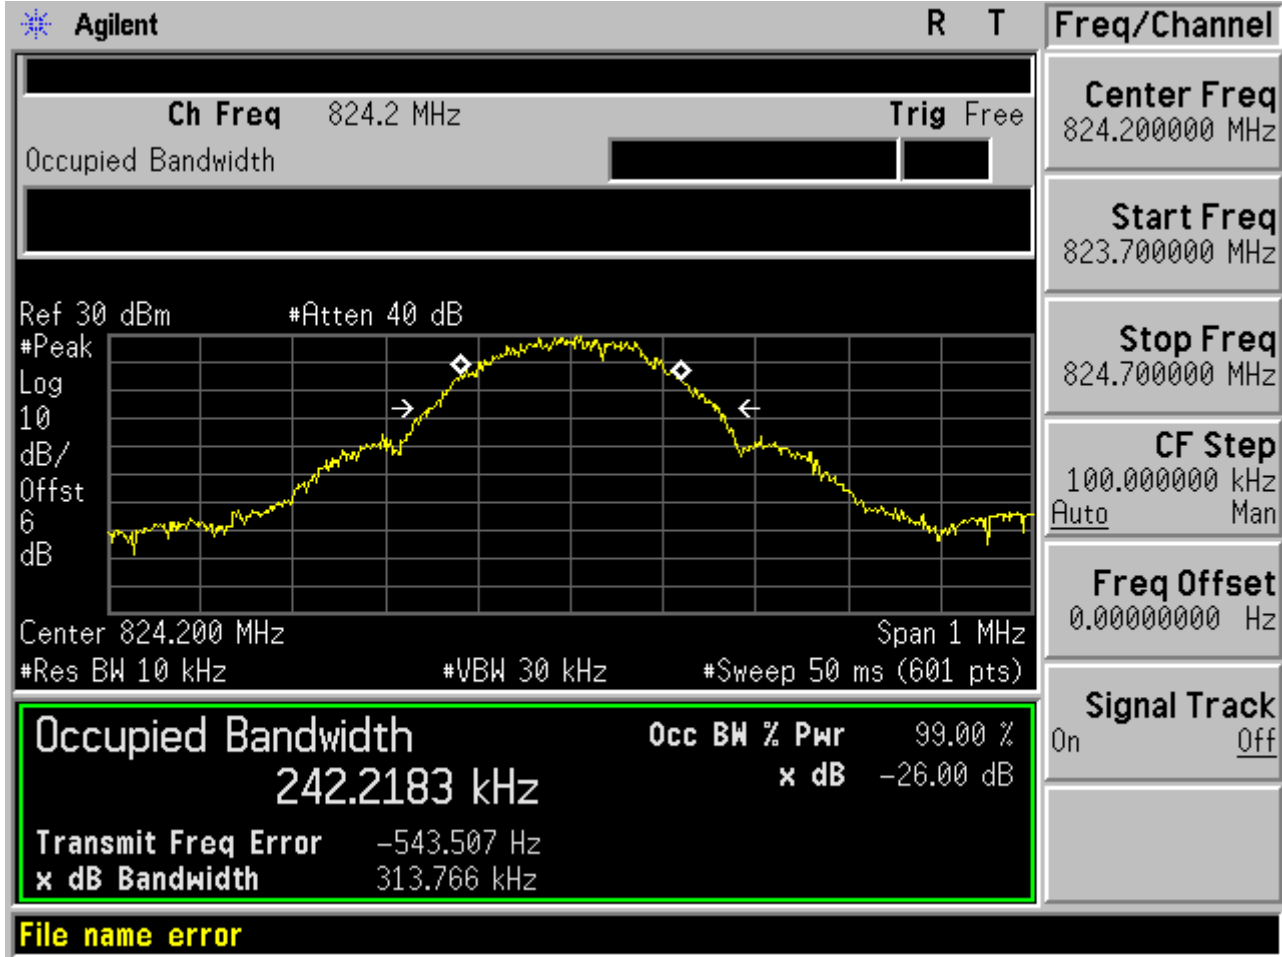 Agilent R T
Freq/Channel
Ch Freq 824.2 MHz Trig Free
Occupied Bandwidth
Center Freq
824.200000 MHz
Start Freq
823.700000 MHz
Stop Freq
824.700000 MHz
CF Step
100.000000 kHz
Auto Man
Freq Offset
0.00000000 Hz
Signal Track
On Off
Ref 30 dBm #Atten 40 dB
#Peak
Log
10
dB/
Offst
6
dB
Center 824.200 MHz Span 1 MHz
#Res BW 10 kHz #VBW 30 kHz #Sweep 50 ms (601 pts)
Occupied Bandwidth
242.2183 kHz
Occ BW % Pwr 99.00 %
x dB -26.00 dB
Transmit Freq Error -543.507 Hz
x dB Bandwidth 313.766 kHz
File name error